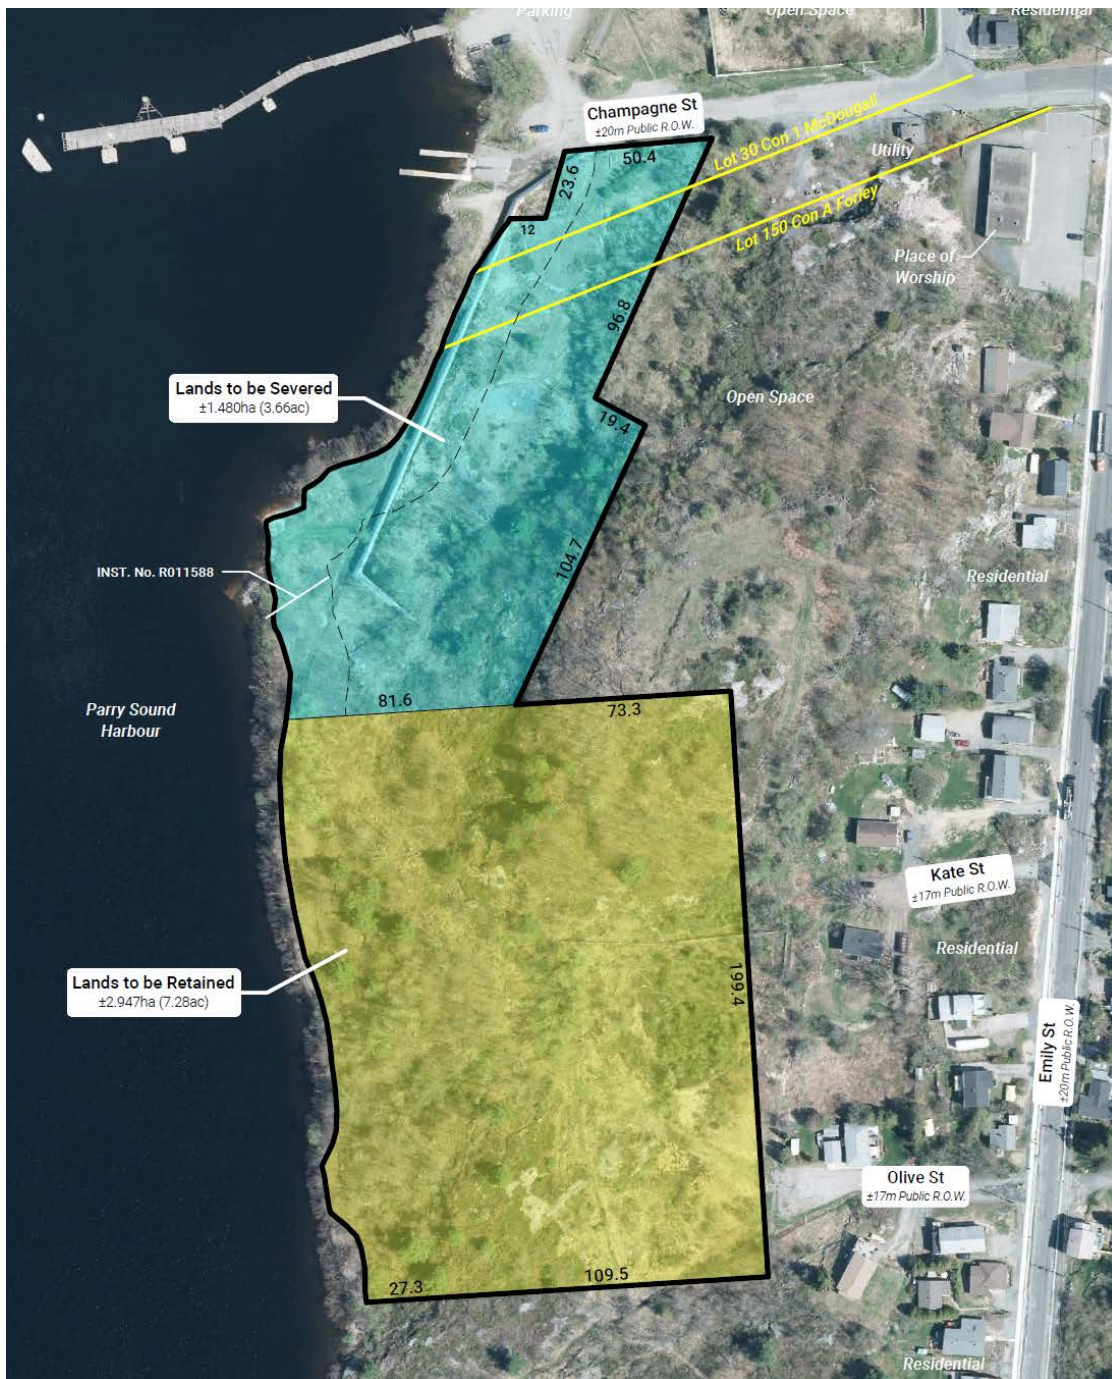 Parking
Open Space
Residential
Champagne St
±20m Public R.O.W.
50.4
23.6
12
Lot 30 Con 1 McDougall
Lot 150 Con A Forley
Utility
Place of
Worship
96.8
Lands to be Severed
±1.480ha (3.66ac)
Open Space
19.4
104.7
INST. No. R011588
Residential
81.6
73.3
Parry Sound
Harbour
Kate St
±17m Public R.O.W.
Residential
Lands to be Retained
±2.947ha (7.28ac)
199.4
Emily St
±20m Public R.O.W.
Olive St
±17m Public R.O.W.
27.3
109.5
Residential